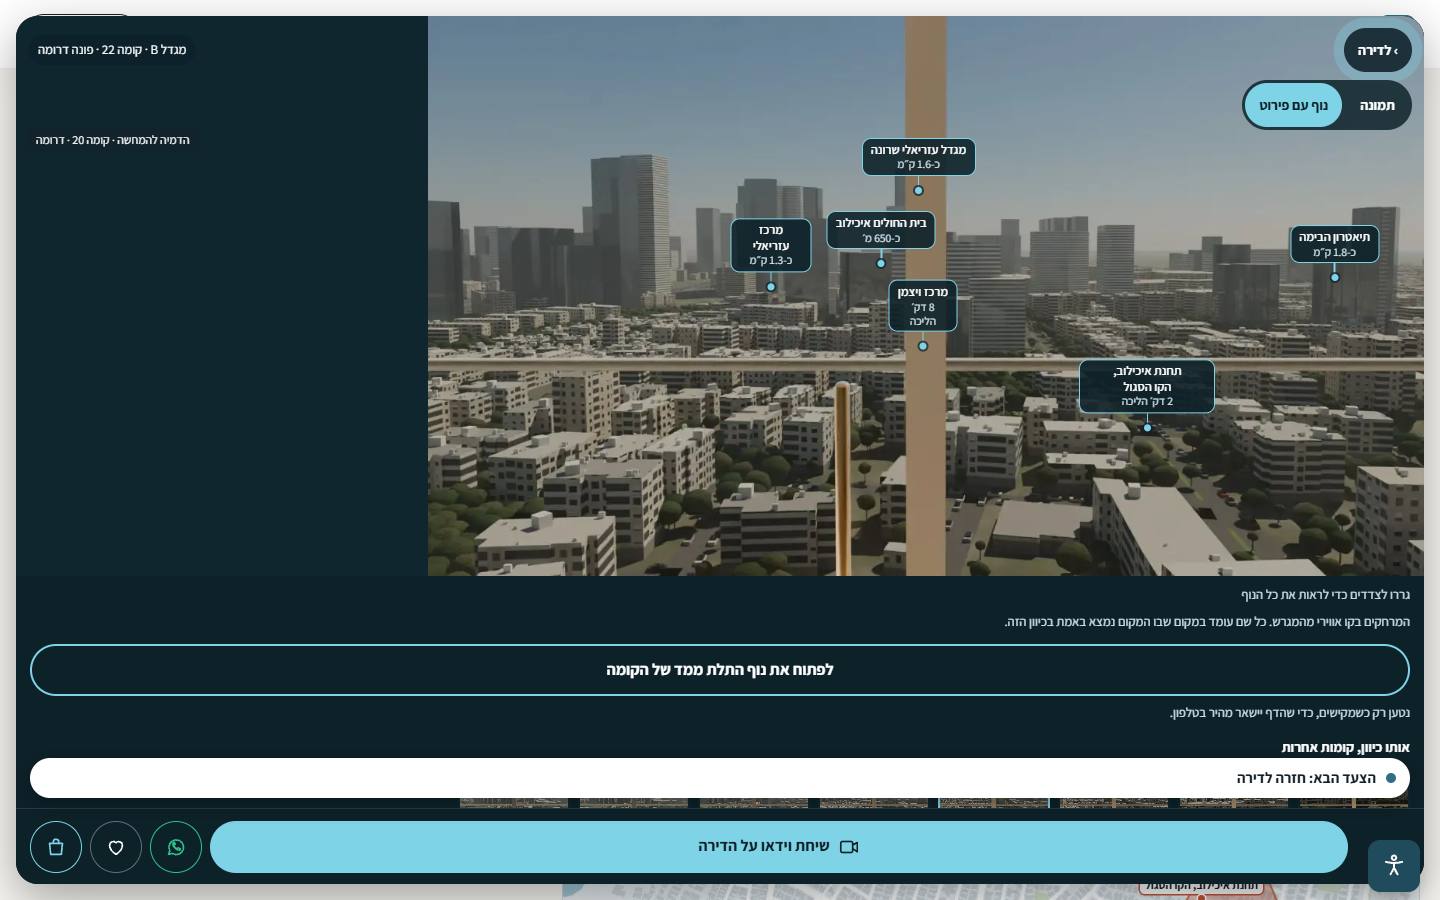 ‹ לדירה
מגדל B · קומה 22 · פונה דרומה
תמונה
נוף עם פירוט
הדמיה להמחשה · קומה 20 · דרומה
מגדל עזריאלי שרונה
כ-1.6 ק״מ
בית החולים איכילוב
כ-650 מ׳
מרכז
עזריאלי
כ-1.3 ק״מ
תיאטרון הבימה
כ-1.8 ק״מ
מרכז ויצמן
8 דק׳
הליכה
תחנת איכילוב,
הקו הסגול
2 דק׳ הליכה
גררו לצדדים כדי לראות את כל הנוף
המרחקים בקו אווירי מהמגרש. כל שם עומד במקום שבו המקום נמצא באמת בכיוון הזה.
לפתוח את נוף התלת ממד של הקומה
נטען רק כשמקישים, כדי שהדף יישאר מהיר בטלפון.
אותו כיוון, קומות אחרות
הצעד הבא: חזרה לדירה
שיחת וידאו על הדירה
תחנת איכילוב, הקו הסגול